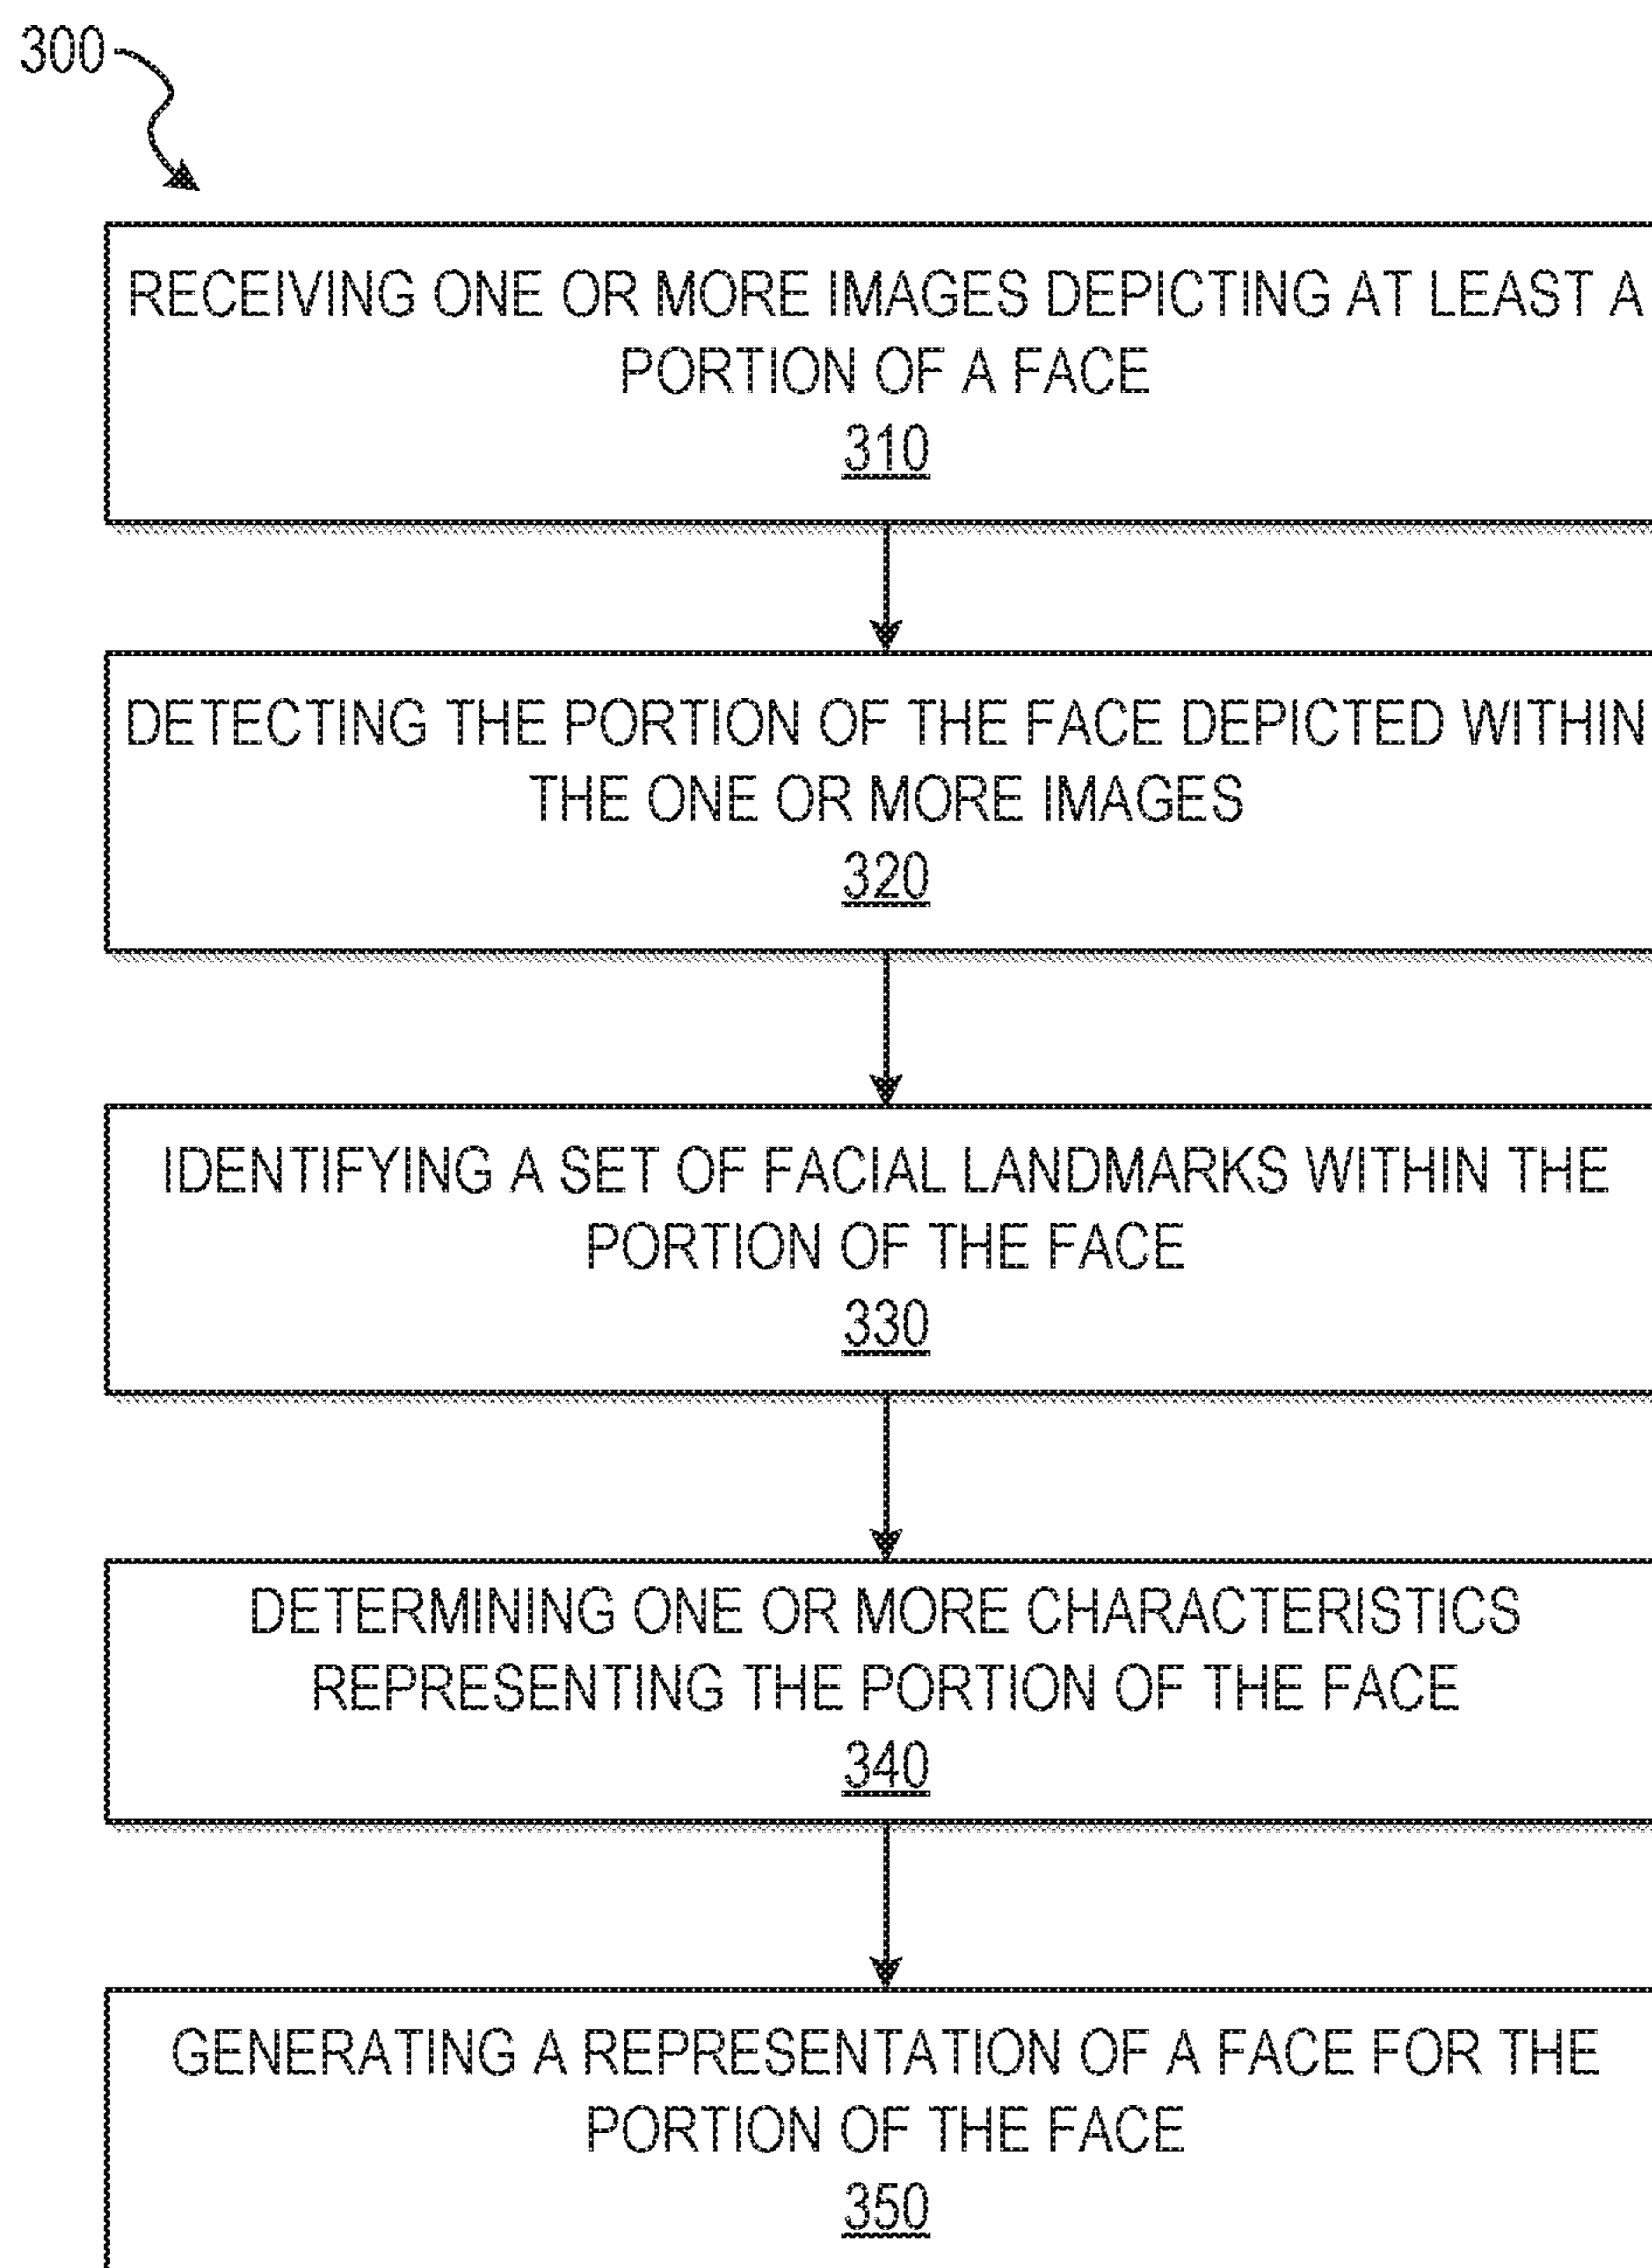 300
RECEIVING ONE OR MORE IMAGES DEPICTING AT LEAST A
PORTION OF A FACE
310
DETECTING THE PORTION OF THE FACE DEPICTED WITHIN
THE ONE OR MORE IMAGES
320
IDENTIFYING A SET OF FACIAL LANDMARKS WITHIN THE
PORTION OF THE FACE
330
DETERMINING ONE OR MORE CHARACTERISTICS
REPRESENTING THE PORTION OF THE FACE
340
GENERATING A REPRESENTATION OF A FACE FOR THE
PORTION OF THE FACE
350